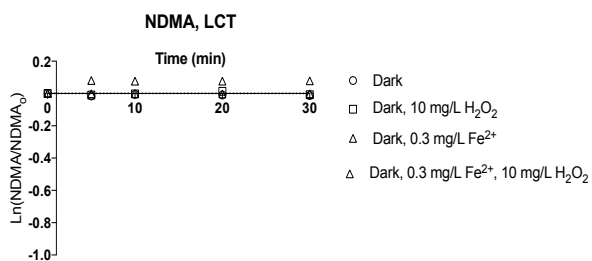 NDMA, LCT
Time (min)
0.2
0.0
0 10 20 30
-0.2
-0.4
-0.6
-0.8
-1.0
Ln(NDMA/NDMAₒ)
Dark
Dark, 10 mg/L H₂O₂
Dark, 0.3 mg/L Fe²⁺
Dark, 0.3 mg/L Fe²⁺, 10 mg/L H₂O₂